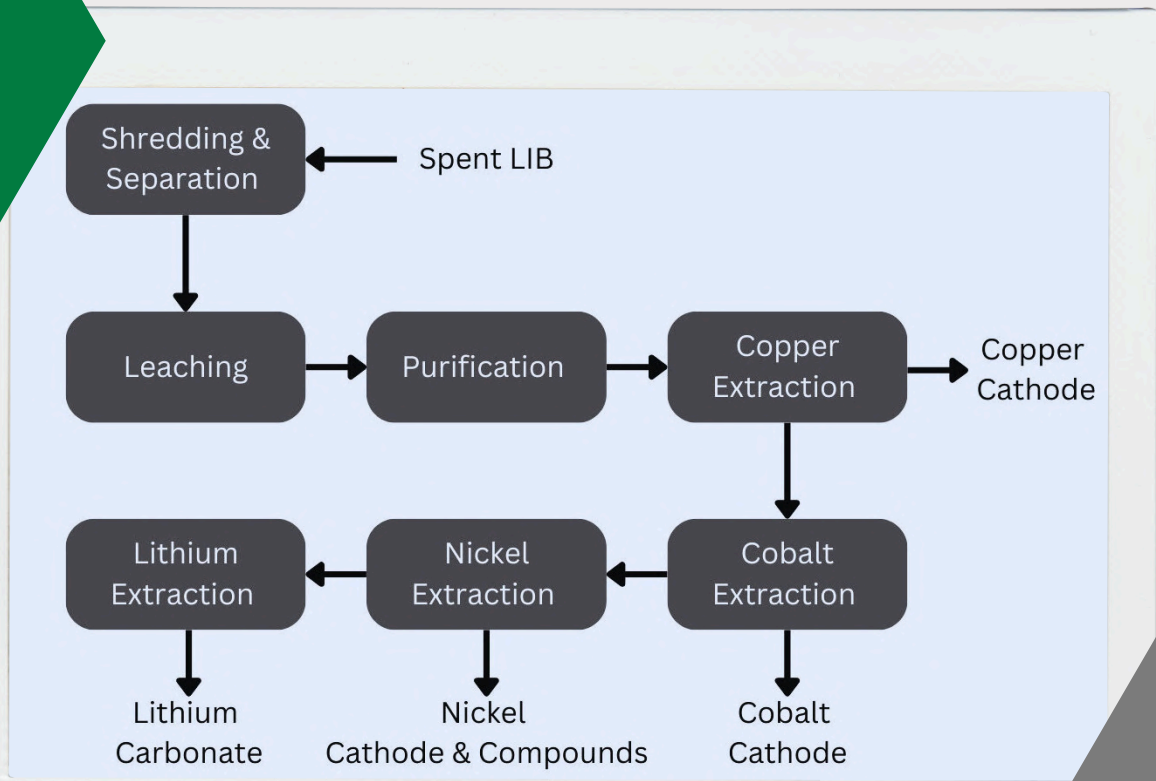 Shredding &
Separation
Spent LIB
Leaching
Purification
Copper
Extraction
Copper
Cathode
Lithium
Extraction
Nickel
Extraction
Cobalt
Extraction
Lithium
Carbonate
Nickel
Cathode & Compounds
Cobalt
Cathode